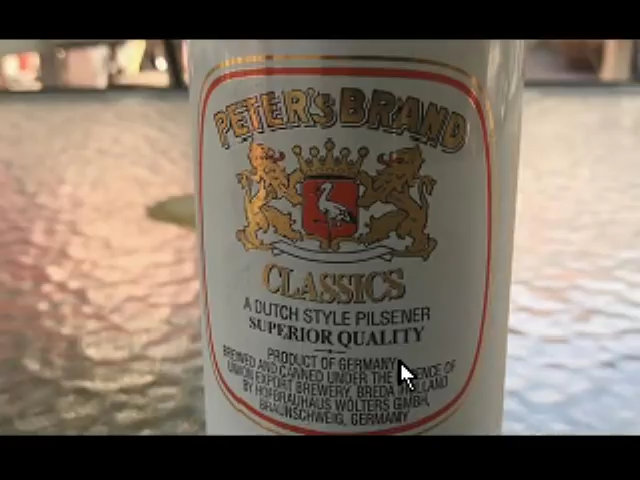 PETER'S BRAND
CLASSICS
A DUTCH STYLE PILSENER
SUPERIOR QUALITY
PRODUCT OF GERMANY
BREWED AND CANNED UNDER THE OF
UNION EXPORT BREWERY, BREDA HOLLAND
BY HOFBRAUHAUS WOLTERS GMBH,
BRAUNSCHWEIG, GERMANY